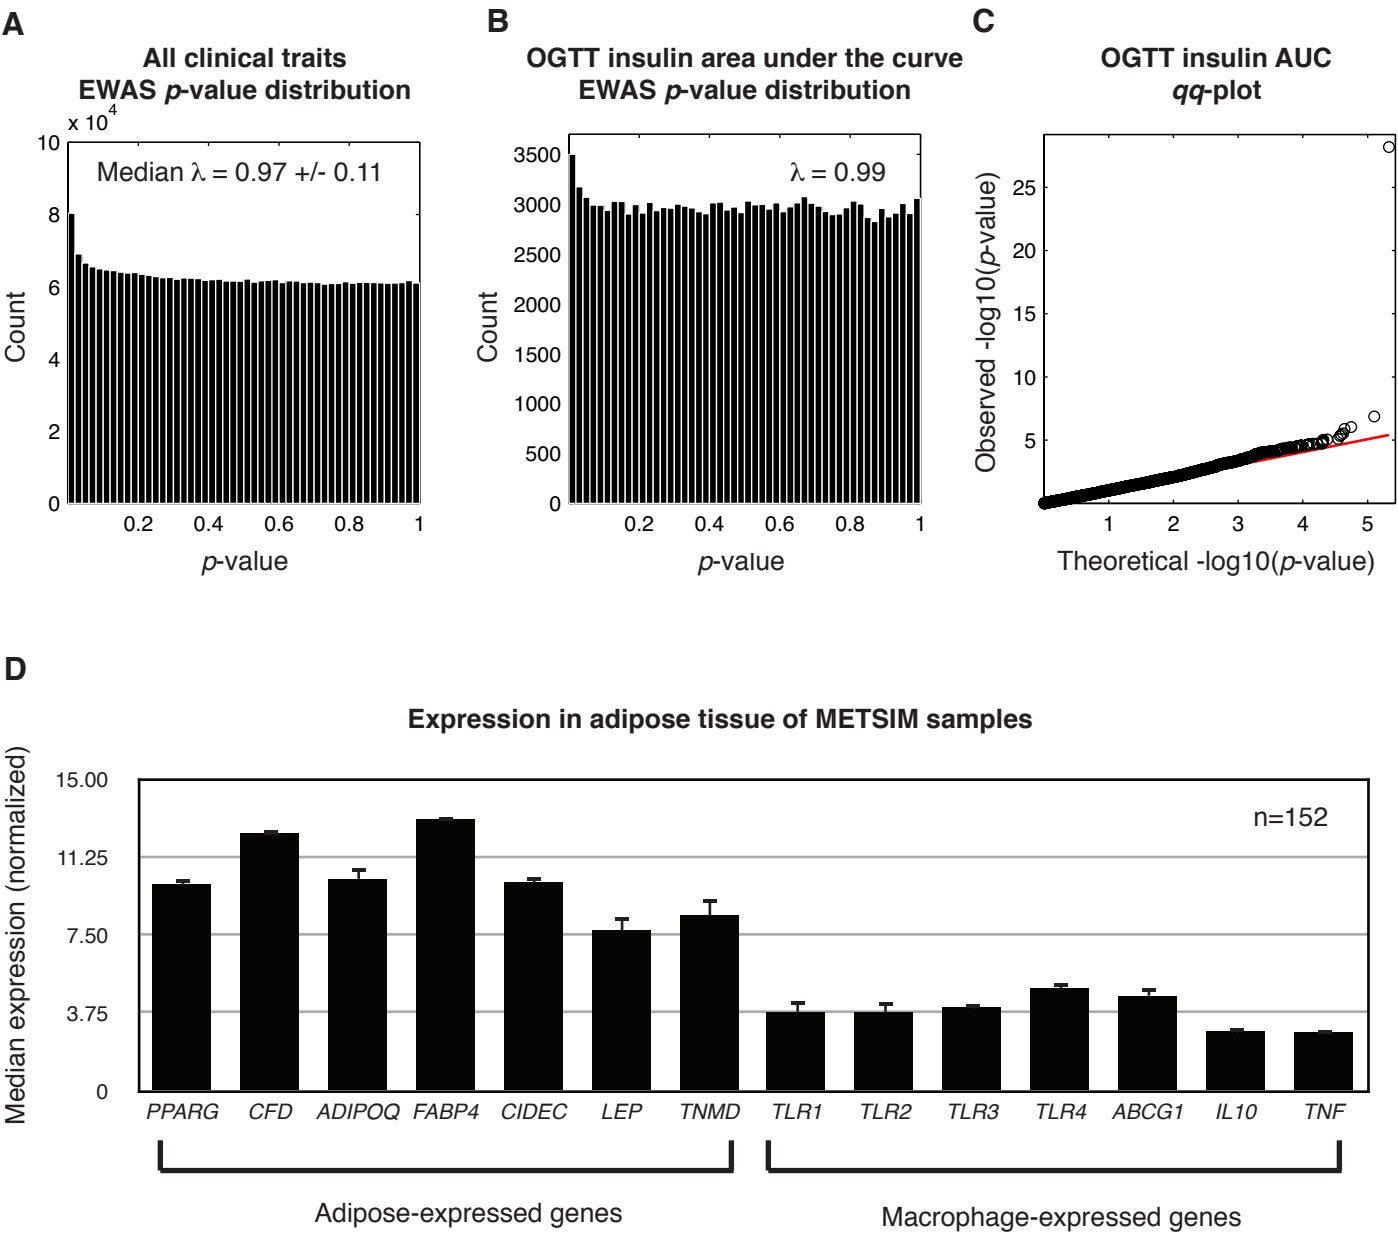 A
All clinical traits
EWAS p-value distribution
x 10^4
Median λ = 0.97 +/- 0.11
10
8
6
4
2
0
Count
0.2 0.4 0.6 0.8 1
p-value
B
OGTT insulin area under the curve
EWAS p-value distribution
λ = 0.99
3500
3000
2500
2000
1500
1000
500
0
Count
0.2 0.4 0.6 0.8 1
p-value
C
OGTT insulin AUC
qq-plot
25
20
15
10
5
Observed -log10(p-value)
1 2 3 4 5
Theoretical -log10(p-value)
D
Expression in adipose tissue of METSIM samples
Median expression (normalized)
15.00
11.25
7.50
3.75
0
n=152
PPARG CFD ADIPOQ FABP4 CIDEC LEP TNMD TLR1 TLR2 TLR3 TLR4 ABCG1 IL10 TNF
Adipose-expressed genes
Macrophage-expressed genes